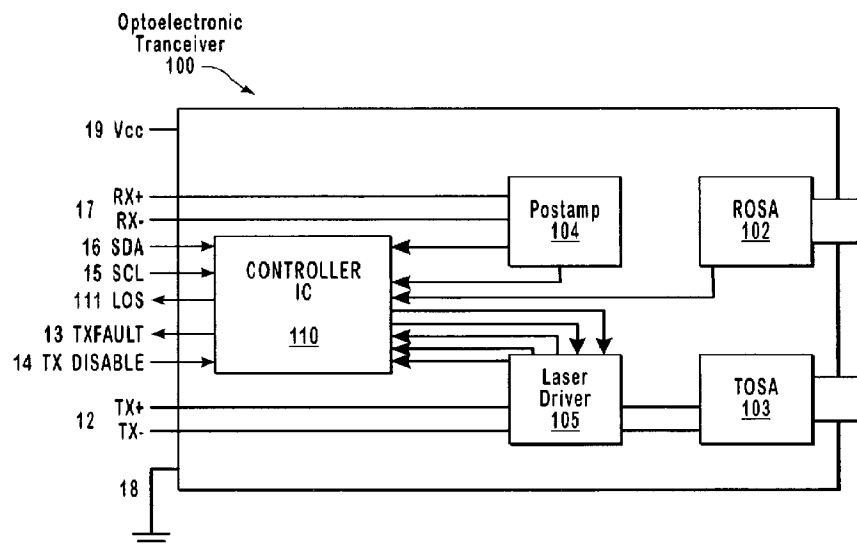 Optoelectronic
Tranceiver
100
19 Vcc
17 RX+
RX-
16 SDA
15 SCL
111 LOS
13 TXFAULT
14 TX DISABLE
12 TX+
TX-
18
CONTROLLER
IC
110
Postamp
104
ROSA
102
Laser
Driver
105
TOSA
103